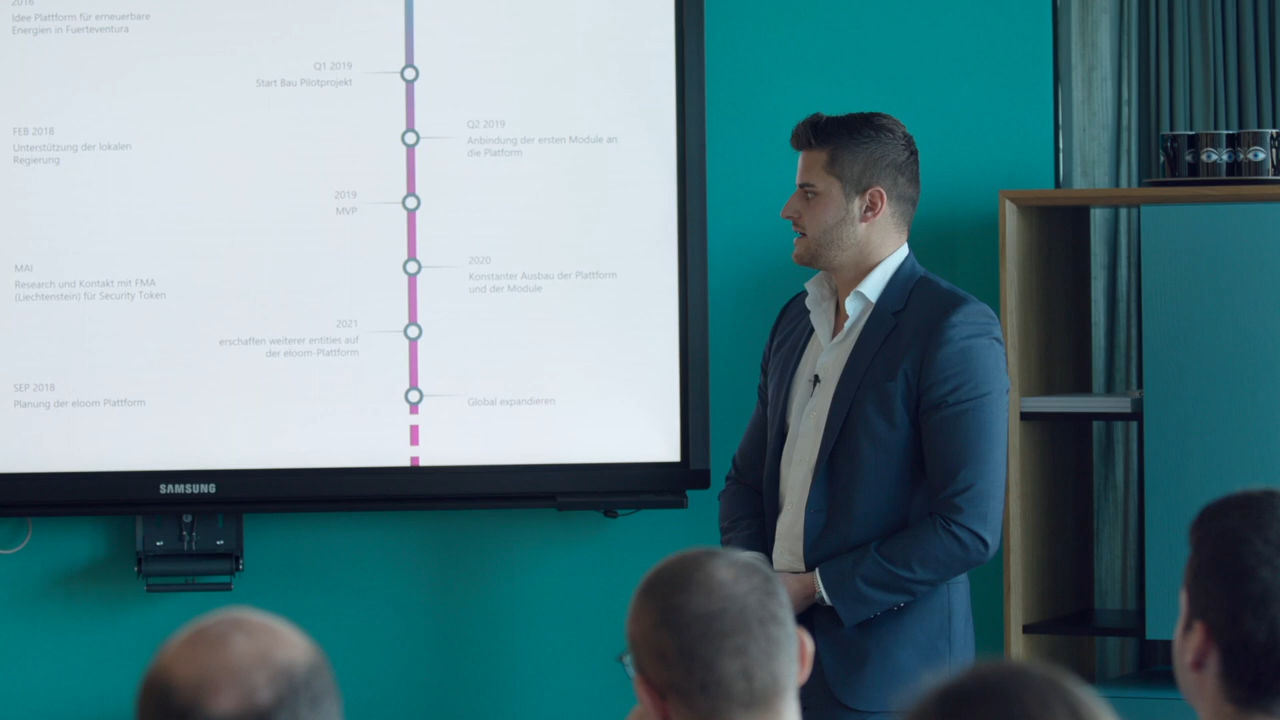 2016
Idee Plattform für erneuerbare
Energien in Fuerteventura
Q1 2019
Start Bau Pilotprojekt
FEB 2018
Unterstützung der lokalen
Regierung
Q2 2019
Anbindung der ersten Module an
die Platform
2019
MVP
MAI
Research und Kontakt mit FMA
(Liechtenstein) für Security Token
2020
Konstanter Ausbau der Platform
und der Module
2021
erschaffen weiterer entities auf
der eloom-Plattform
SEP 2018
Planung der eloom Plattform
Global expandieren
SAMSUNG